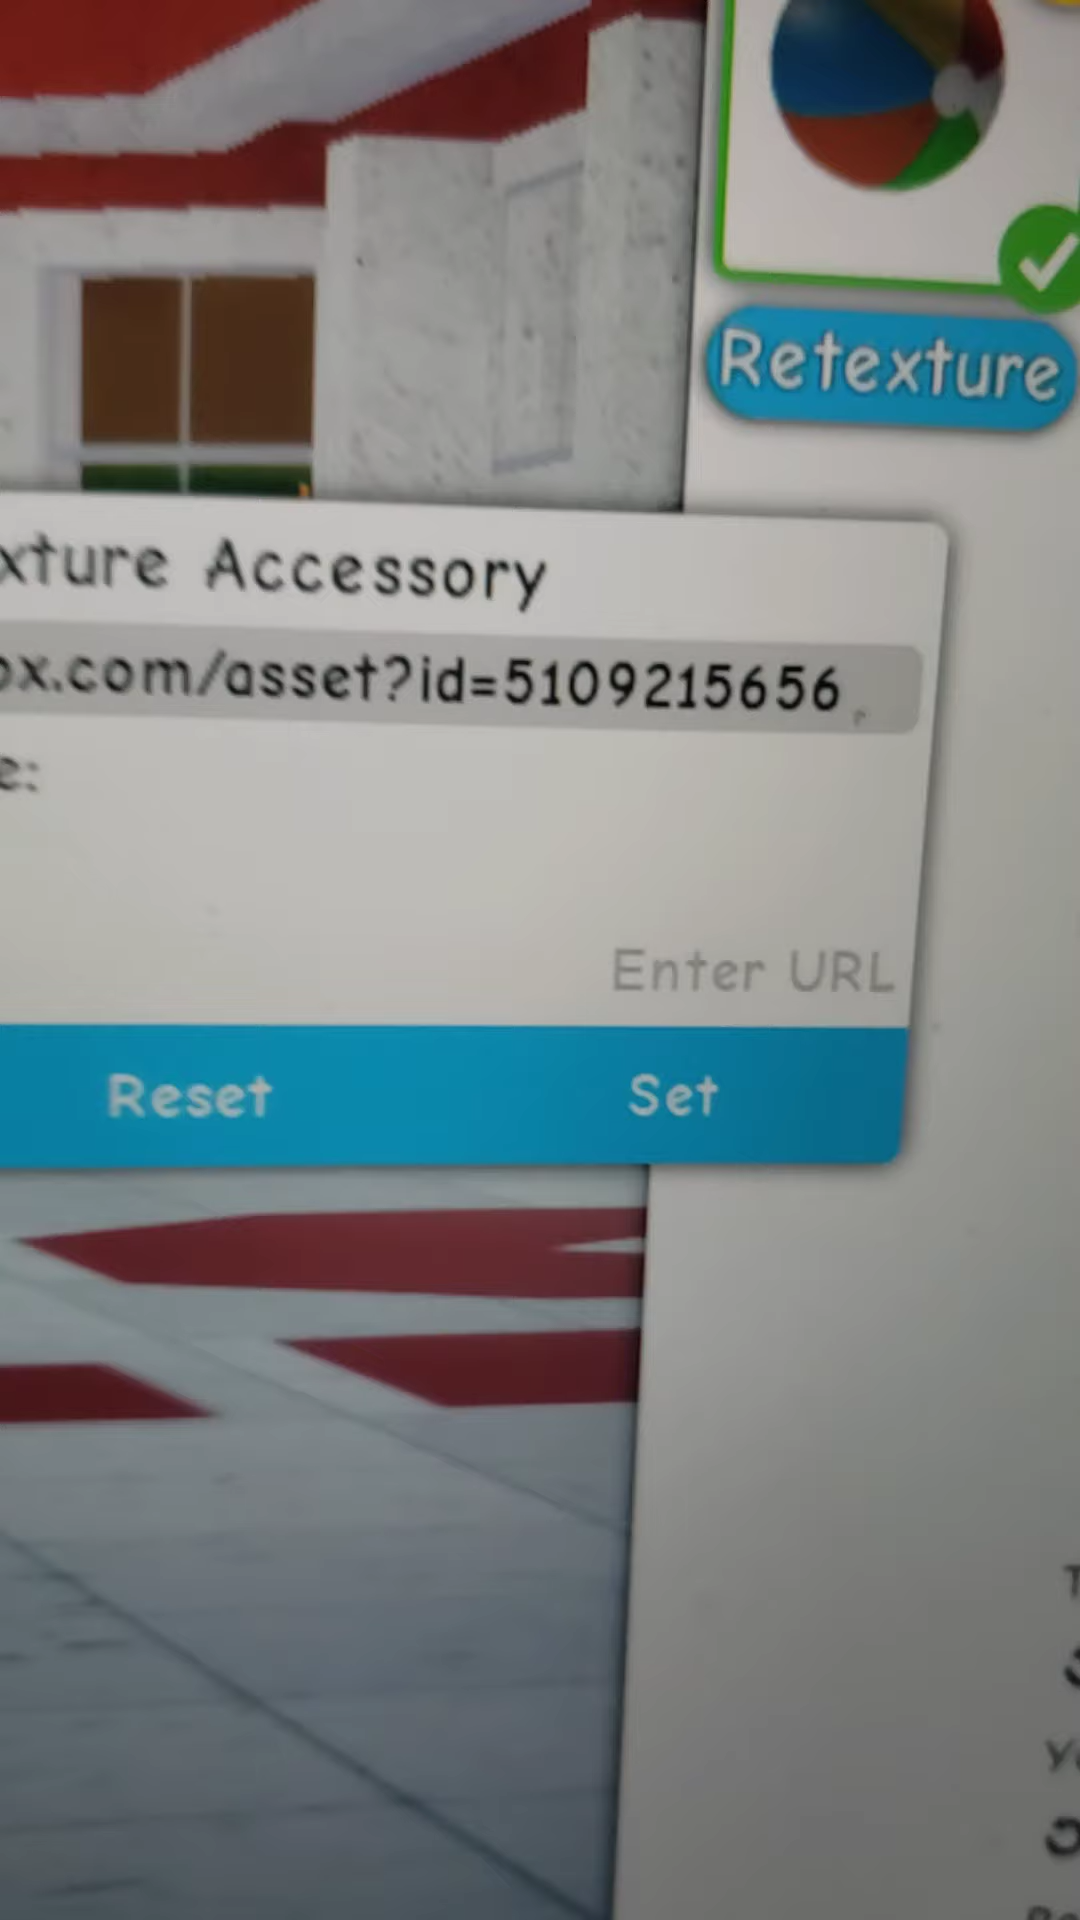 Retexture
xture Accessory
ox.com/asset?id=5109215656
e:
Enter URL
Reset
Set